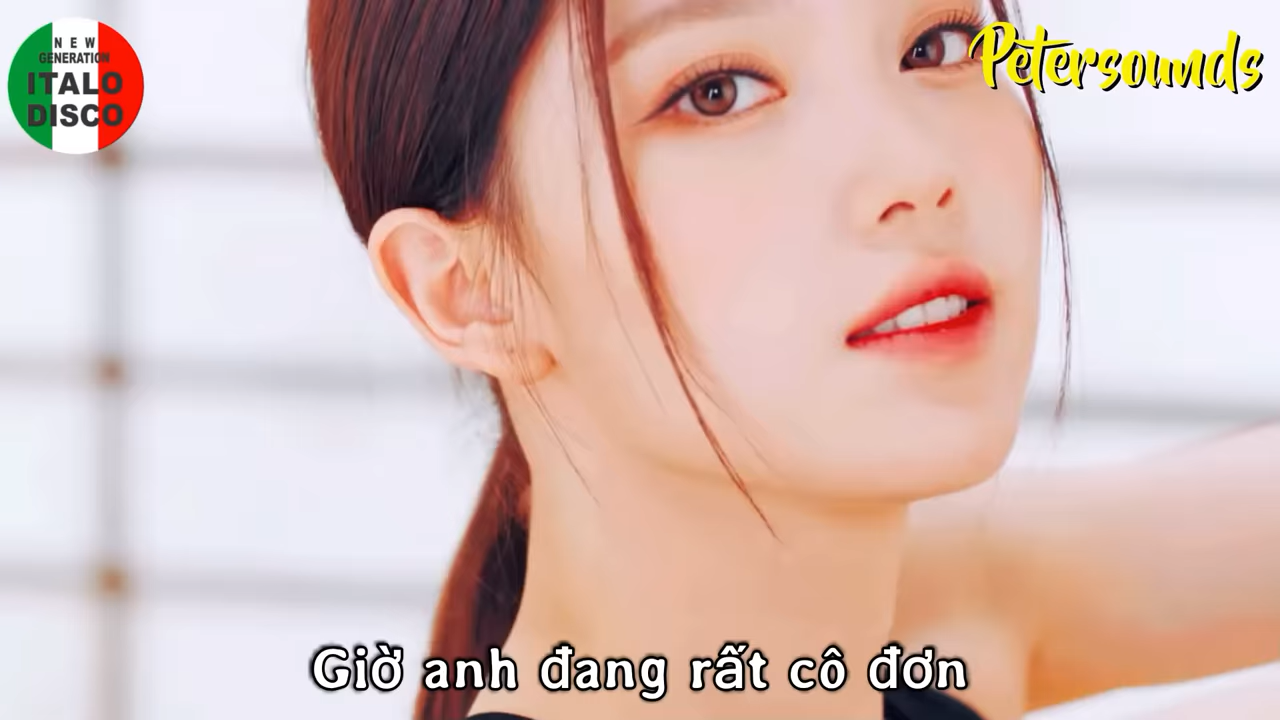 NEW
GENERATION
ITALO
DISCO
Petersounds
Giờ anh đang rất cô đơn